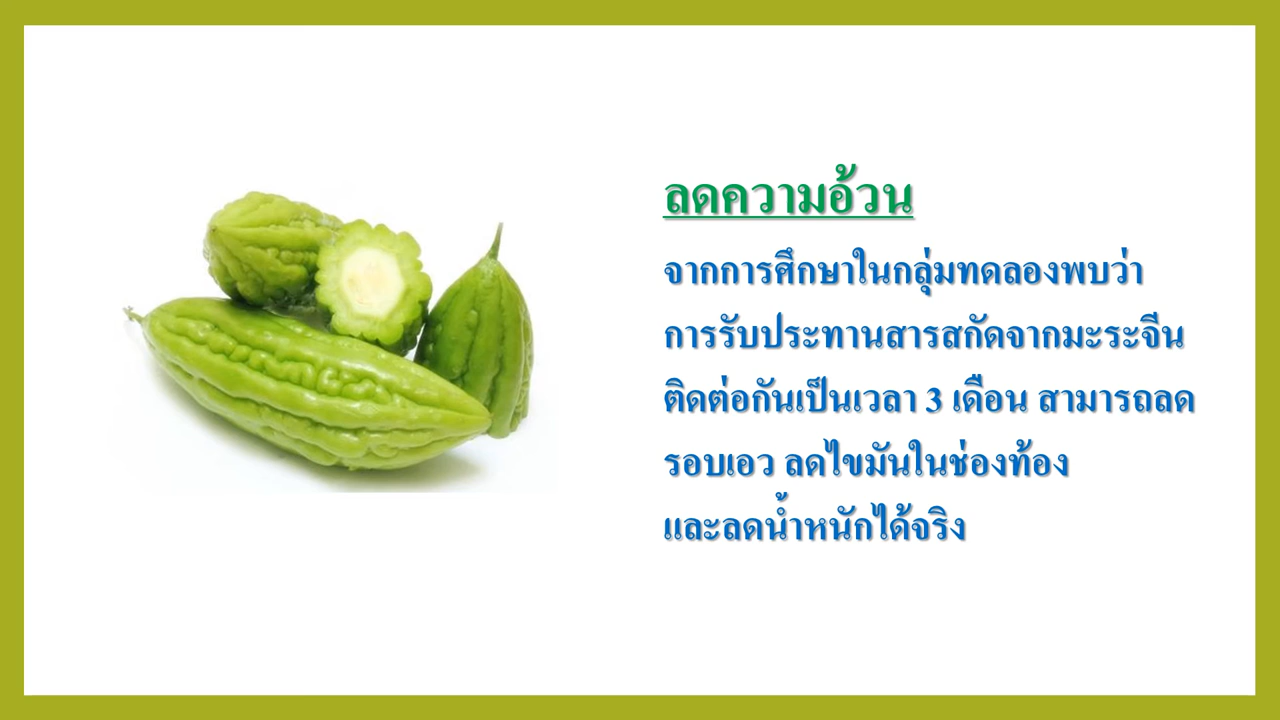 ลดความอ้วน
จากการศึกษาในกลุ่มทดลองพบว่า
การรับประทานสารสกัดจากมะระจีน
ติดต่อกันเป็นเวลา 3 เดือน สามารถลด
รอบเอว ลดไขมันในช่องท้อง
และลดน้ำหนักได้จริง